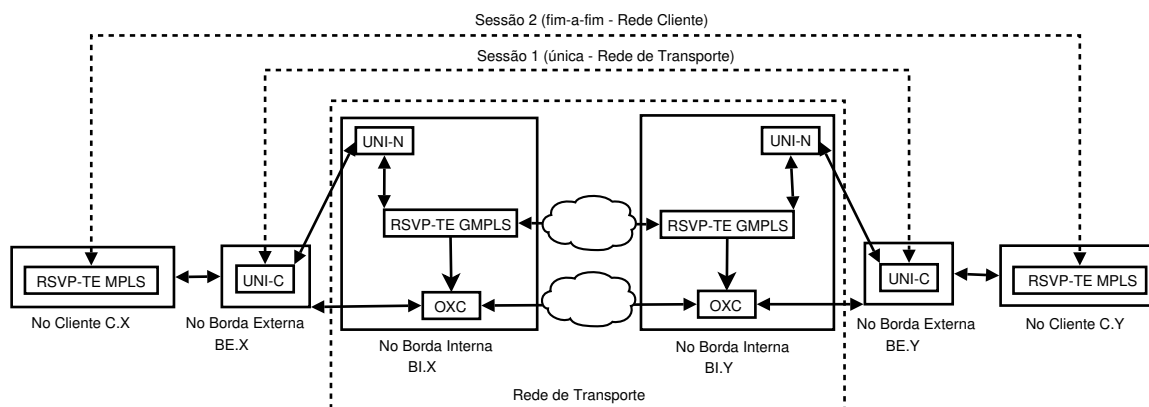 Sessão 2 (fim-a-fim - Rede Cliente)
Sessão 1 (única - Rede de Transporte)
UNI-N
UNI-N
RSVP-TE GMPLS
RSVP-TE GMPLS
RSVP-TE MPLS
UNI-C
UNI-C
RSVP-TE MPLS
OXC
OXC
No Cliente C.X
No Borda Externa
BE.X
No Borda Interna
BI.X
No Borda Interna
BI.Y
No Borda Externa
BE.Y
No Cliente C.Y
Rede de Transporte